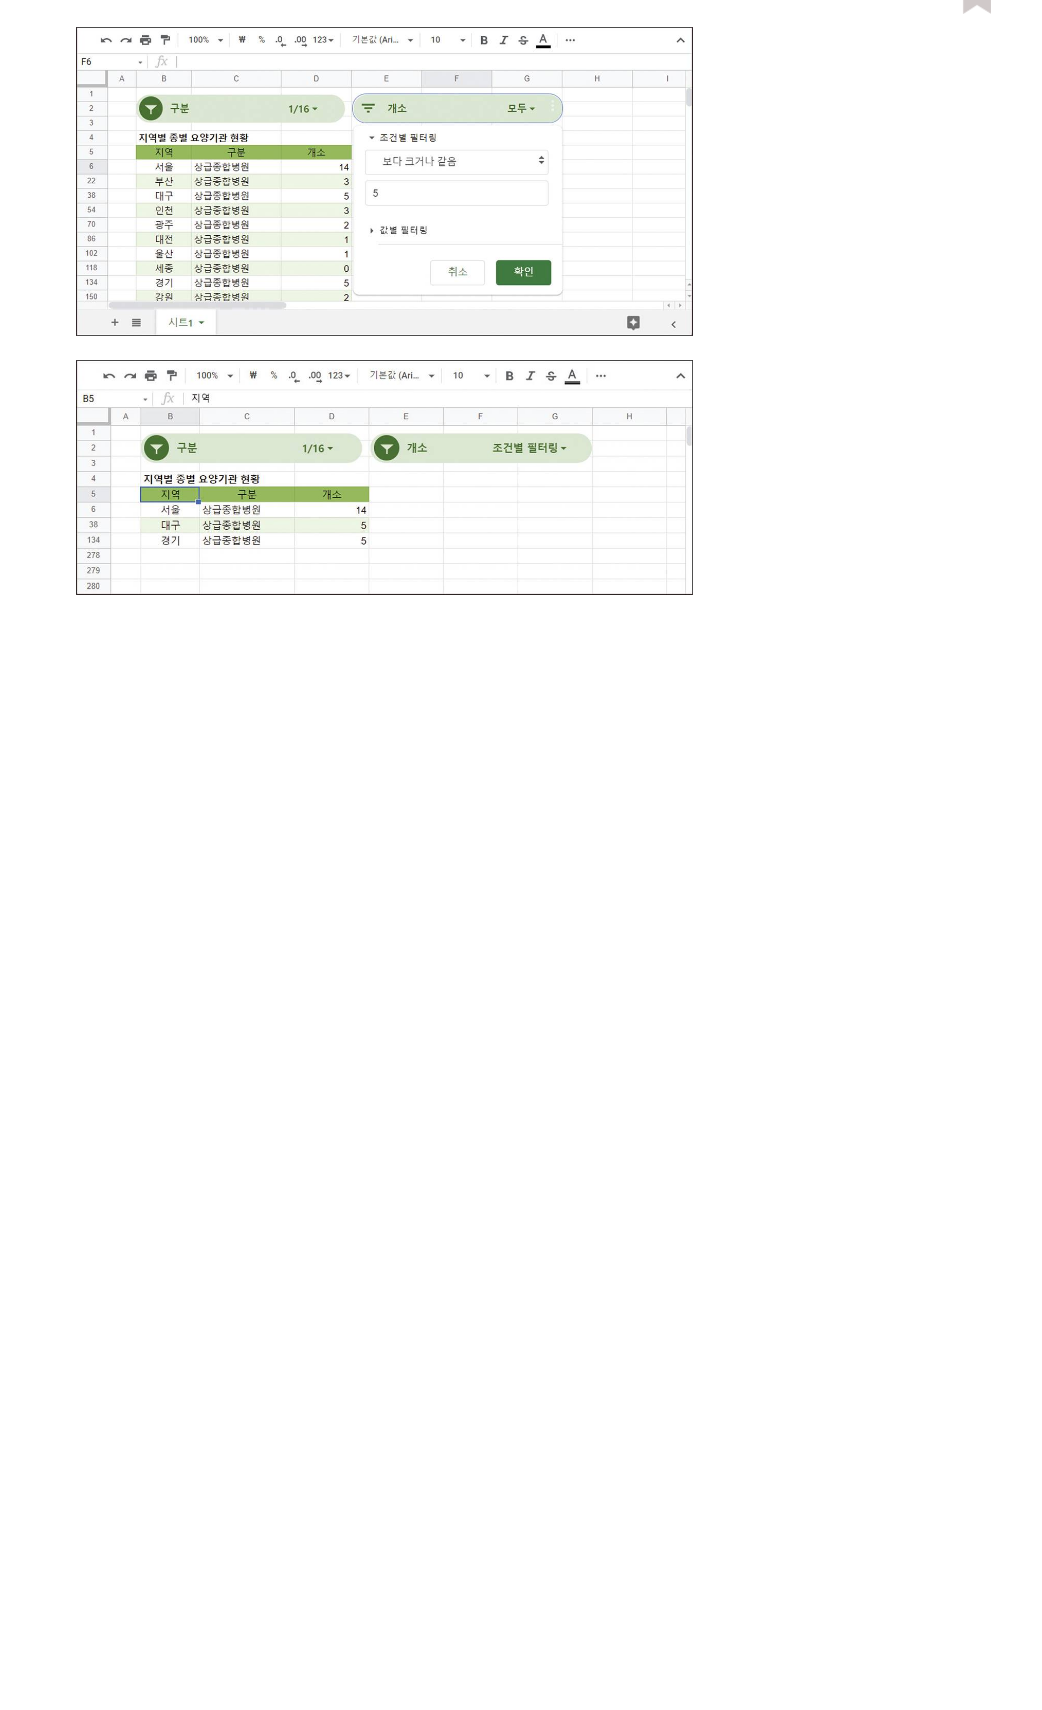 100% ₩ % .0 .00 123 기본값 (Ari... 10 B I S A ...
F6 fx
A B C D E F G H I
1
2 구분 1/16 개소 모두
3 조건별 필터링
4 지역별 종별 요양기관 현황
5 지역 구분 개소 보다 크거나 같음
6 서울 상급종합병원 14
22 부산 상급종합병원 3 5
38 대구 상급종합병원 5
54 인천 상급종합병원 3
70 광주 상급종합병원 2 값별 필터링
86 대전 상급종합병원 1
102 울산 상급종합병원 1
118 세종 상급종합병원 0 취소 확인
134 경기 상급종합병원 5
150 강원 상급종합병원 2
시트1
100% ₩ % .0 .00 123 기본값 (Ari... 10 B I S A ...
B5 fx 지역
A B C D E F G H
1
2 구분 1/16 개소 조건별 필터링
3
4 지역별 종별 요양기관 현황
5 지역 구분 개소
6 서울 상급종합병원 14
38 대구 상급종합병원 5
134 경기 상급종합병원 5
278
279
280